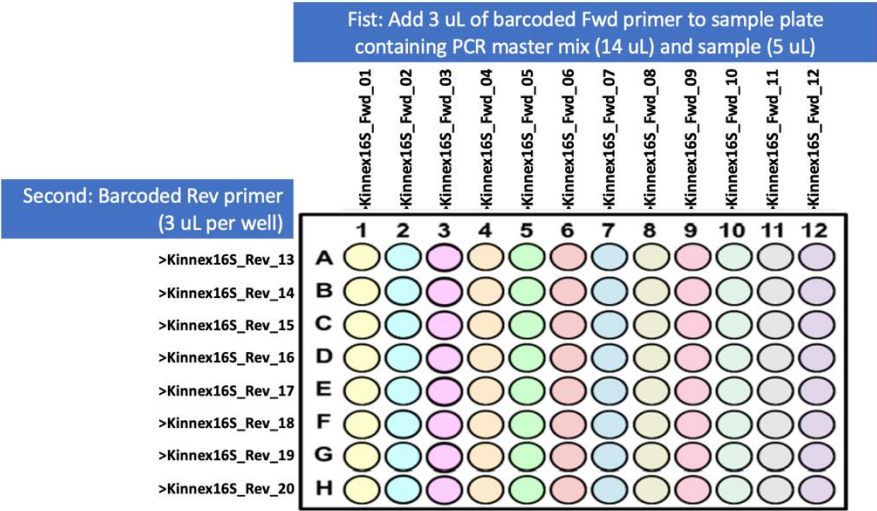 Fist: Add 3 uL of barcoded Fwd primer to sample plate
containing PCR master mix (14 uL) and sample (5 uL)
>Kinnex16S_Fwd_01
>Kinnex16S_Fwd_02
>Kinnex16S_Fwd_03
>Kinnex16S_Fwd_04
>Kinnex16S_Fwd_05
>Kinnex16S_Fwd_06
>Kinnex16S_Fwd_07
>Kinnex16S_Fwd_08
>Kinnex16S_Fwd_09
>Kinnex16S_Fwd_10
>Kinnex16S_Fwd_11
>Kinnex16S_Fwd_12
Second: Barcoded Rev primer
(3 uL per well)
1 2 3 4 5 6 7 8 9 10 11 12
>Kinnex16S_Rev_13 A
>Kinnex16S_Rev_14 B
>Kinnex16S_Rev_15 C
>Kinnex16S_Rev_16 D
>Kinnex16S_Rev_17 E
>Kinnex16S_Rev_18 F
>Kinnex16S_Rev_19 G
>Kinnex16S_Rev_20 H